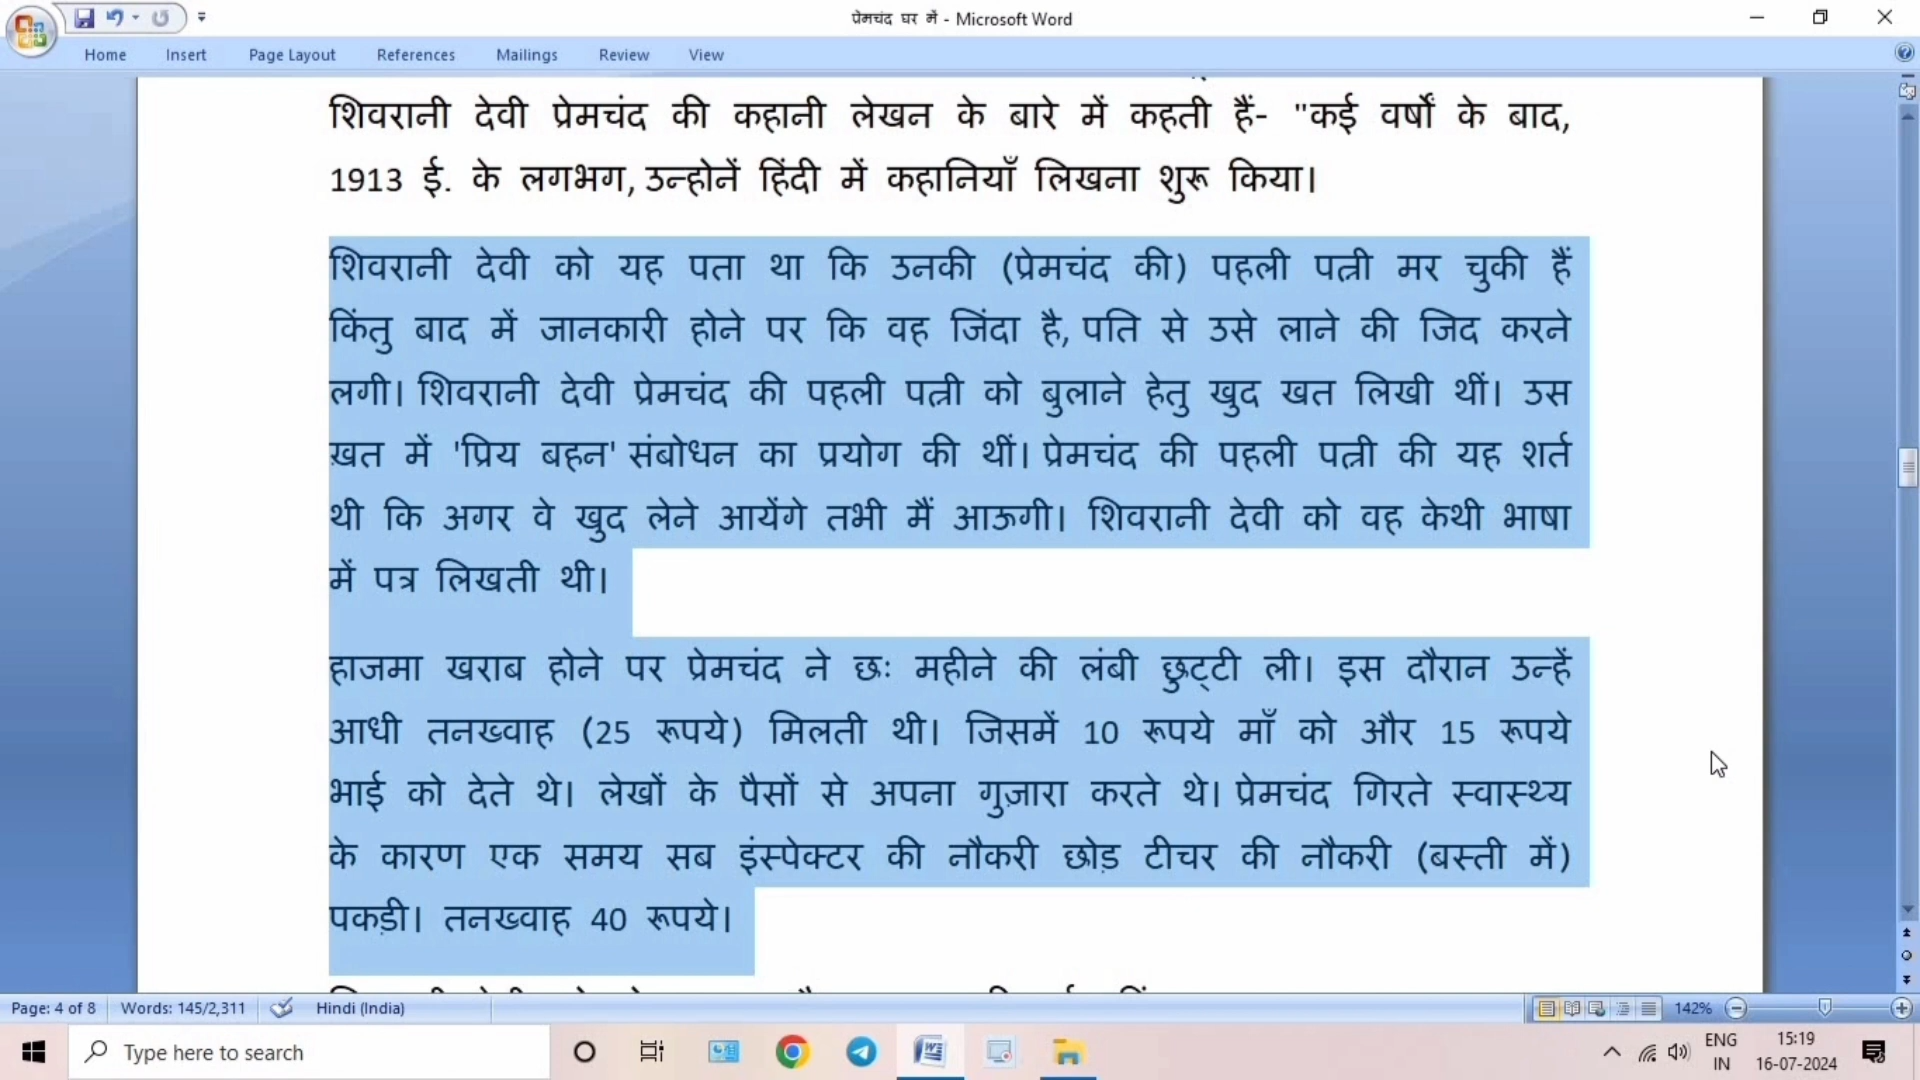 प्रेमचंद घर में - Microsoft Word
Home Insert Page Layout References Mailings Review View
शिवरानी देवी प्रेमचंद की कहानी लेखन के बारे में कहती हैं- "कई वर्षों के बाद,
1913 ई. के लगभग, उन्होनें हिंदी में कहानियाँ लिखना शुरू किया।
शिवरानी देवी को यह पता था कि उनकी (प्रेमचंद की) पहली पत्नी मर चुकी हैं
किंतु बाद में जानकारी होने पर कि वह जिंदा है, पति से उसे लाने की जिद करने
लगी। शिवरानी देवी प्रेमचंद की पहली पत्नी को बुलाने हेतु खुद खत लिखी थीं। उस
ख़त में 'प्रिय बहन' संबोधन का प्रयोग की थीं। प्रेमचंद की पहली पत्नी की यह शर्त
थी कि अगर वे खुद लेने आयेंगे तभी मैं आऊगी। शिवरानी देवी को वह केथी भाषा
में पत्र लिखती थी।
हाजमा खराब होने पर प्रेमचंद ने छः महीने की लंबी छुट्टी ली। इस दौरान उन्हें
आधी तनख्वाह (25 रूपये) मिलती थी। जिसमें 10 रूपये माँ को और 15 रूपये
भाई को देते थे। लेखों के पैसों से अपना गुज़ारा करते थे। प्रेमचंद गिरते स्वास्थ्य
के कारण एक समय सब इंस्पेक्टर की नौकरी छोड़ टीचर की नौकरी (बस्ती में)
पकड़ी। तनख्वाह 40 रूपये।
Page: 4 of 8 Words: 145/2,311 Hindi (India) 142%
Type here to search ENG 15:19
IN 16-07-2024